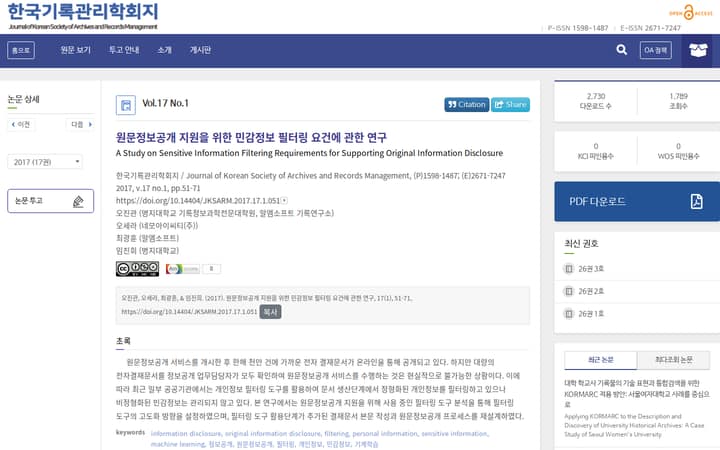 한국기록관리학회지
Journal of Korean Society of Archives and Records Management
OPEN ACCESS
P-ISSN 1598-1487 | E-ISSN 2671-7247
홈으로
원문 보기
투고 안내
소개
게시판
OA 정책
논문 상세
이전
다음
2017 (17권)
논문 투고
Vol.17 No.1
Citation
Share
원문정보공개 지원을 위한 민감정보 필터링 요건에 관한 연구
A Study on Sensitive Information Filtering Requirements for Supporting Original Information Disclosure
한국기록관리학회지 / Journal of Korean Society of Archives and Records Management, (P)1598-1487; (E)2671-7247
2017, v.17 no.1, pp.51-71
https://doi.org/10.14404/JKSARM.2017.17.1.051
오진관 (명지대학교 기록정보과학전문대학원, 알엠소프트 기록연구소)
오세라 (네모아이씨티(주))
최광훈 (알엠소프트)
임진희 (명지대학교)
8
오진관, 오세라, 최광훈, & 임진희. (2017). 원문정보공개 지원을 위한 민감정보 필터링 요건에 관한 연구, 17(1), 51-71,
https://doi.org/10.14404/JKSARM.2017.17.1.051 복사
초록
원문정보공개 서비스를 개시한 후 한해 천만 건에 가까운 전자 결재문서가 온라인을 통해 공개되고 있다. 하지만 대량의
전자결재문서를 정보공개 업무담당자가 모두 확인하여 원문정보공개 서비스를 수행하는 것은 현실적으로 불가능한 상황이다. 이에
따라 최근 일부 공공기관에서는 개인정보 필터링 도구를 활용하여 문서 생산단계에서 정형화된 개인정보를 필터링하고 있으나
비정형화된 민감정보는 관리되지 않고 있다. 본 연구에서는 원문정보공개 지원을 위해 사용 중인 필터링 도구 분석을 통해 필터링
도구의 고도화 방향을 설정하였으며, 필터링 도구 활용단계가 추가된 결재문서 본문 작성과 원문정보공개 프로세스를 재설계하였다.
keywords
information disclosure, original information disclosure, filtering, personal information, sensitive information,
machine learning, 정보공개, 원문정보공개, 필터링, 개인정보, 민감정보, 기계학습
2,730
다운로드 수
1,789
조회수
0
KCI 피인용수
0
WOS 피인용수
PDF 다운로드
최신 권호
26권 3호
26권 2호
26권 1호
최근 논문
최다조회 논문
대학 학교사 기록물의 기술 표현과 통합검색을 위한
KORMARC 적용 방안: 서울여자대학교 사례를 중심으
로
Applying KORMARC to the Description and
Discovery of University Historical Archives: A Case
Study of Seoul Women's University